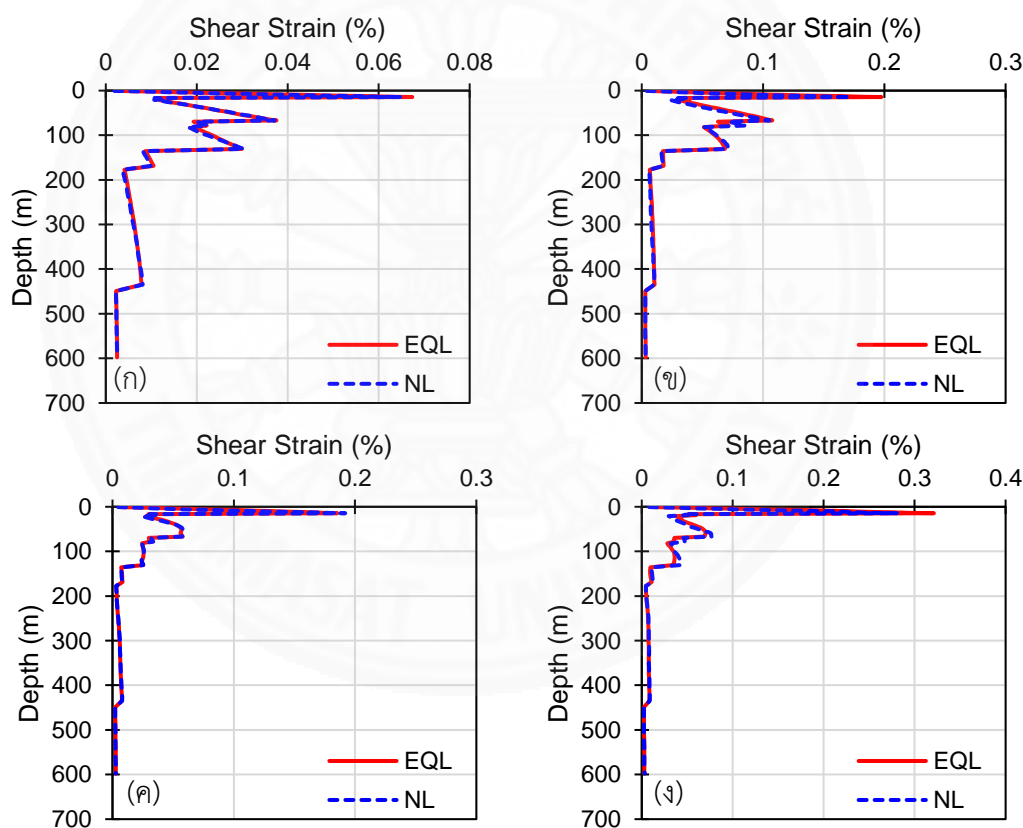 Shear Strain (%)
0 0.02 0.04 0.06 0.08
0
100
200
300
400
500
600
700
Depth (m)
EQL
NL
(ก)
Shear Strain (%)
0 0.1 0.2 0.3
0
100
200
300
400
500
600
700
Depth (m)
EQL
NL
(ข)
Shear Strain (%)
0 0.1 0.2 0.3
0
100
200
300
400
500
600
700
Depth (m)
EQL
NL
(ค)
Shear Strain (%)
0 0.1 0.2 0.3 0.4
0
100
200
300
400
500
600
700
Depth (m)
EQL
NL
(ง)